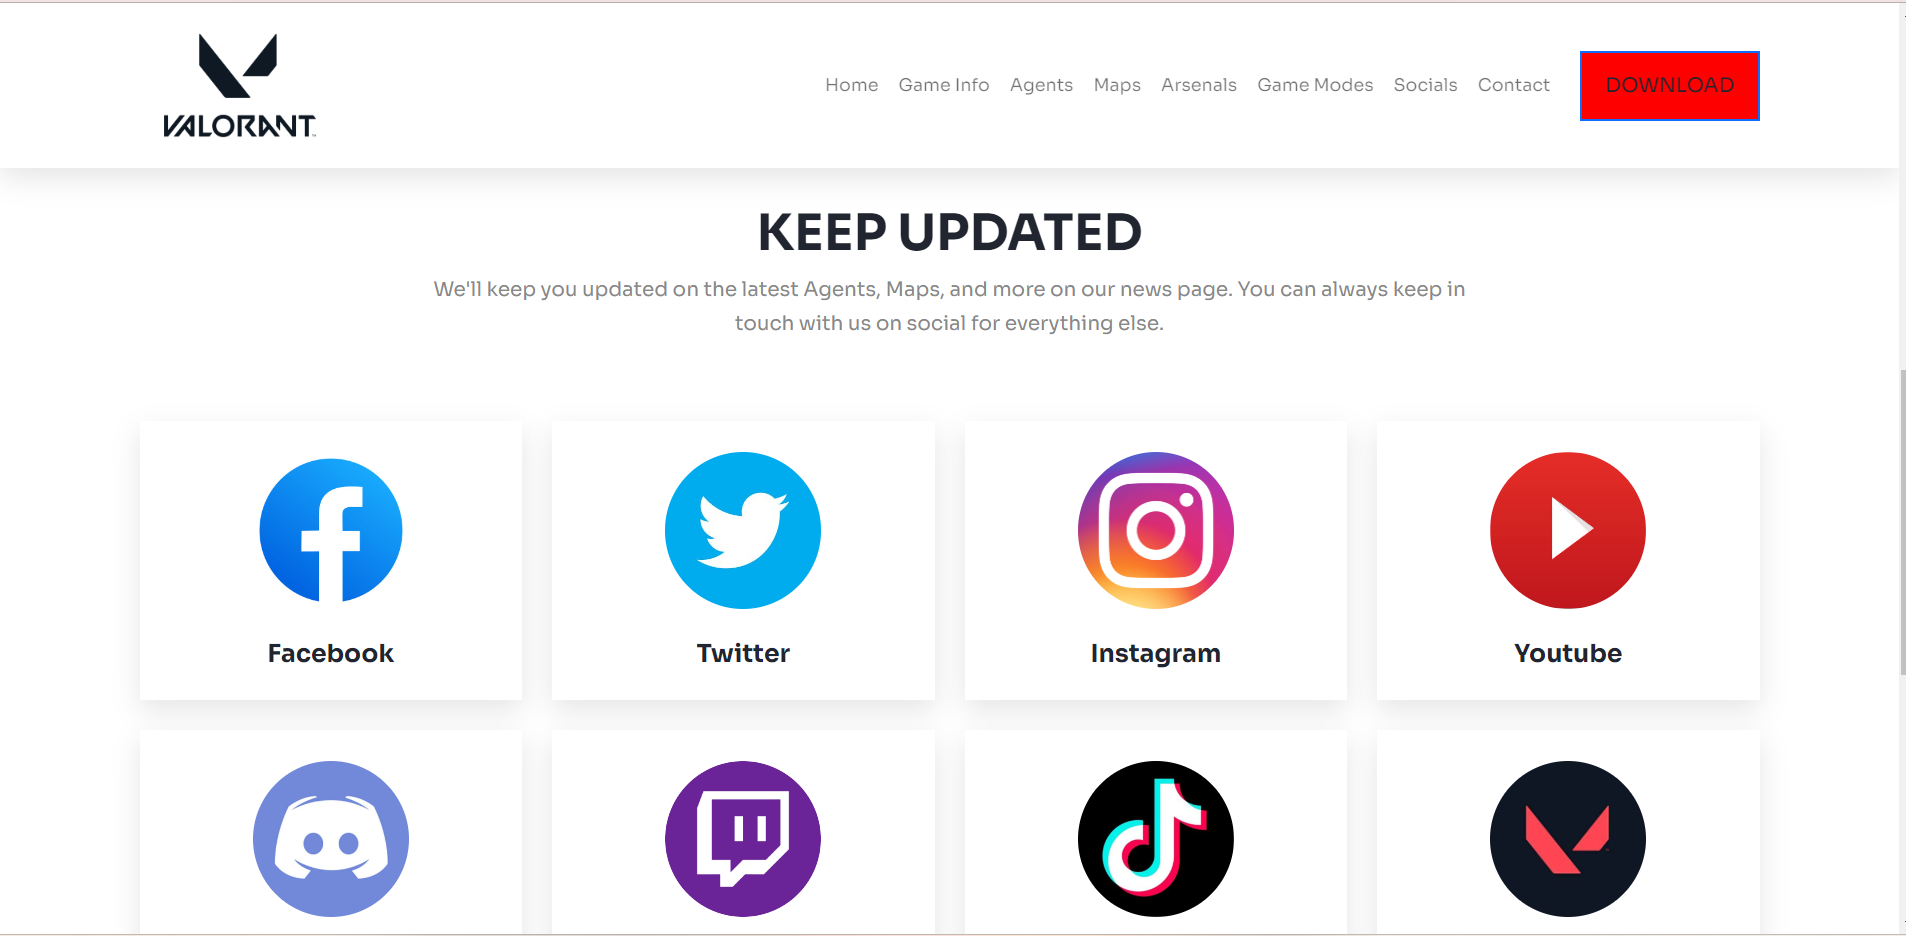 VALORANT
Home Game Info Agents Maps Arsenals Game Modes Socials Contact DOWNLOAD
KEEP UPDATED
We'll keep you updated on the latest Agents, Maps, and more on our news page. You can always keep in
touch with us on social for everything else.
Facebook Twitter Instagram Youtube